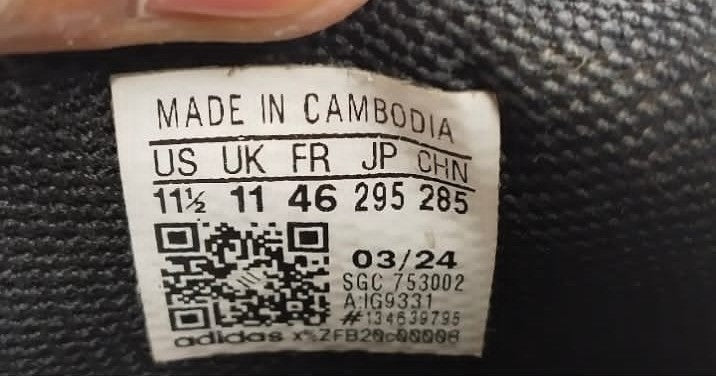 MADE IN CAMBODIA
US UK FR JP CHN
11½ 11 46 295 285
03/24
SGC 753002
A:IG9331
#134639795
adidas